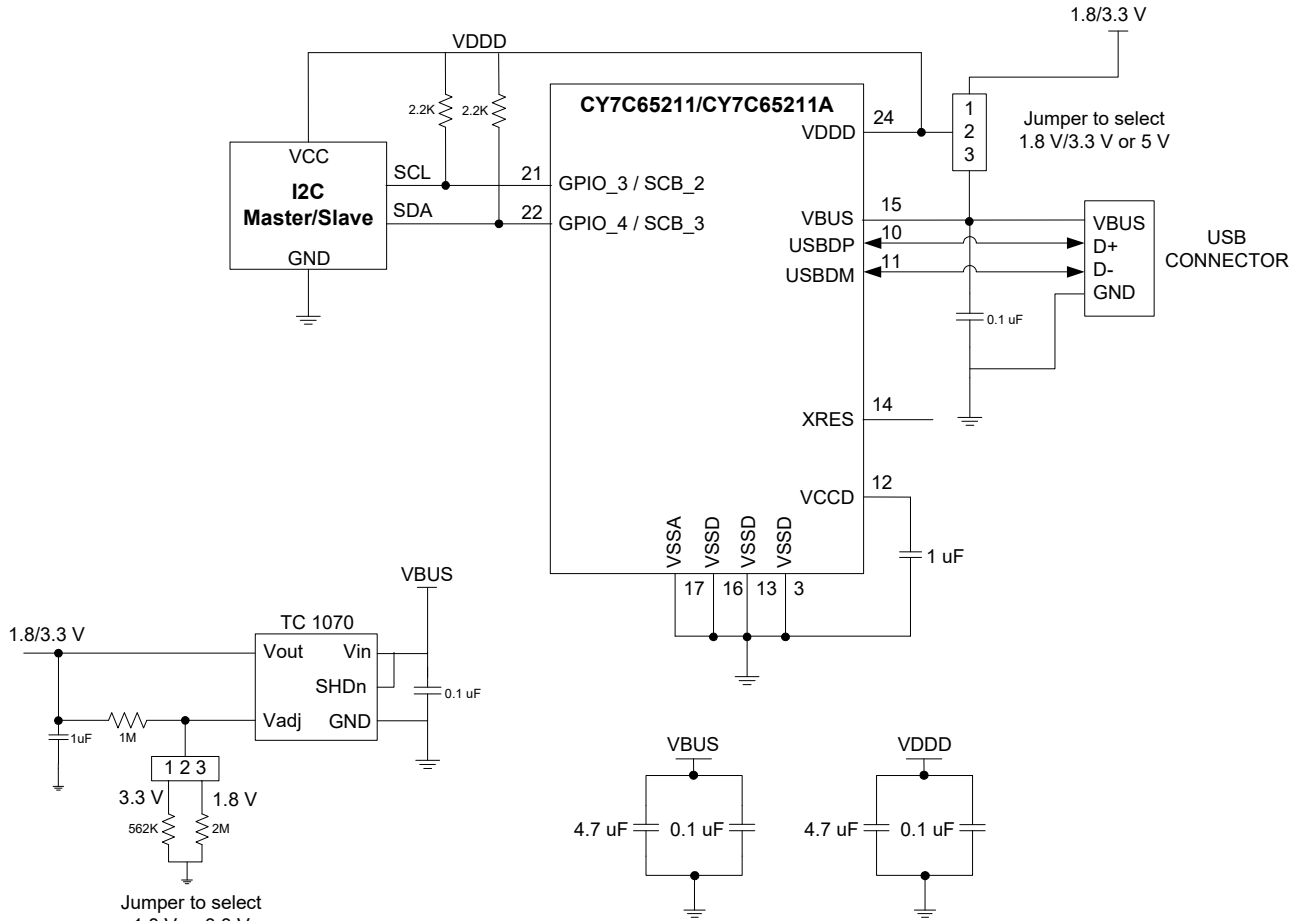 1.8/3.3 V
VDDD
2.2K
2.2K
CY7C65211/CY7C65211A
VDDD
24
1
2
3
Jumper to select
1.8 V/3.3 V or 5 V
VCC
I2C
Master/Slave
SCL
SDA
GND
21
GPIO_3 / SCB_2
22
GPIO_4 / SCB_3
VBUS
15
USBDP
10
USBDM
11
VBUS
D+
D-
GND
USB
CONNECTOR
0.1 uF
XRES
14
VCCD
12
1 uF
VSSA
VSSD
VSSD
VSSD
17
16
13
3
VBUS
1.8/3.3 V
TC 1070
Vout
Vin
SHDn
Vadj
GND
0.1 uF
1uF
1M
1 2 3
3.3 V
1.8 V
562K
2M
Jumper to select
VBUS
4.7 uF
0.1 uF
VDDD
4.7 uF
0.1 uF